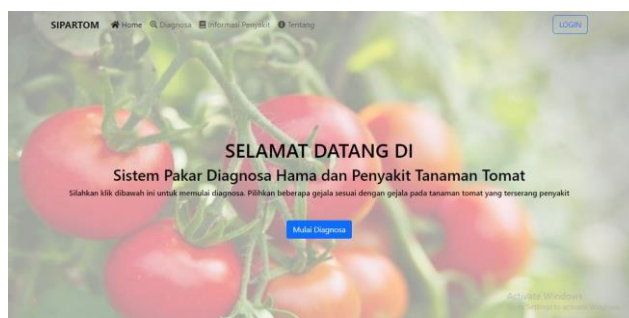 SIPARTOM Home Diagnosa Informasi Penyakit Tentang LOGIN
SELAMAT DATANG DI
Sistem Pakar Diagnosa Hama dan Penyakit Tanaman Tomat
Silahkan klik dibawah ini untuk memulai diagnosa. Pilihkan beberapa gejala sesuai dengan gejala pada tanaman tomat yang terserang penyakit
Mulai Diagnosa
Activate Windows